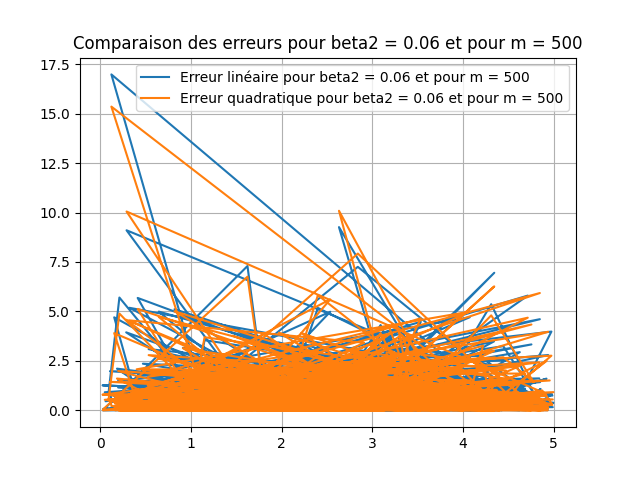 Comparaison des erreurs pour beta2 = 0.06 et pour m = 500
Erreur linéaire pour beta2 = 0.06 et pour m = 500
Erreur quadratique pour beta2 = 0.06 et pour m = 500
17.5
15.0
12.5
10.0
7.5
5.0
2.5
0.0
0 1 2 3 4 5